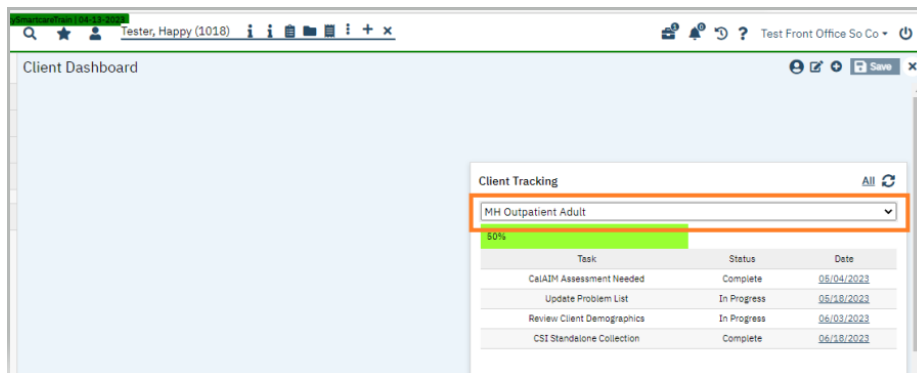 ySmartcareTrain | 04-13-2023
Tester, Happy (1018)
Test Front Office So Co
Client Dashboard
Save
Client Tracking
All
MH Outpatient Adult
50%
Task Status Date
CalAIM Assessment Needed Complete 05/04/2023
Update Problem List In Progress 05/18/2023
Review Client Demographics In Progress 06/03/2023
CSI Standalone Collection Complete 06/18/2023